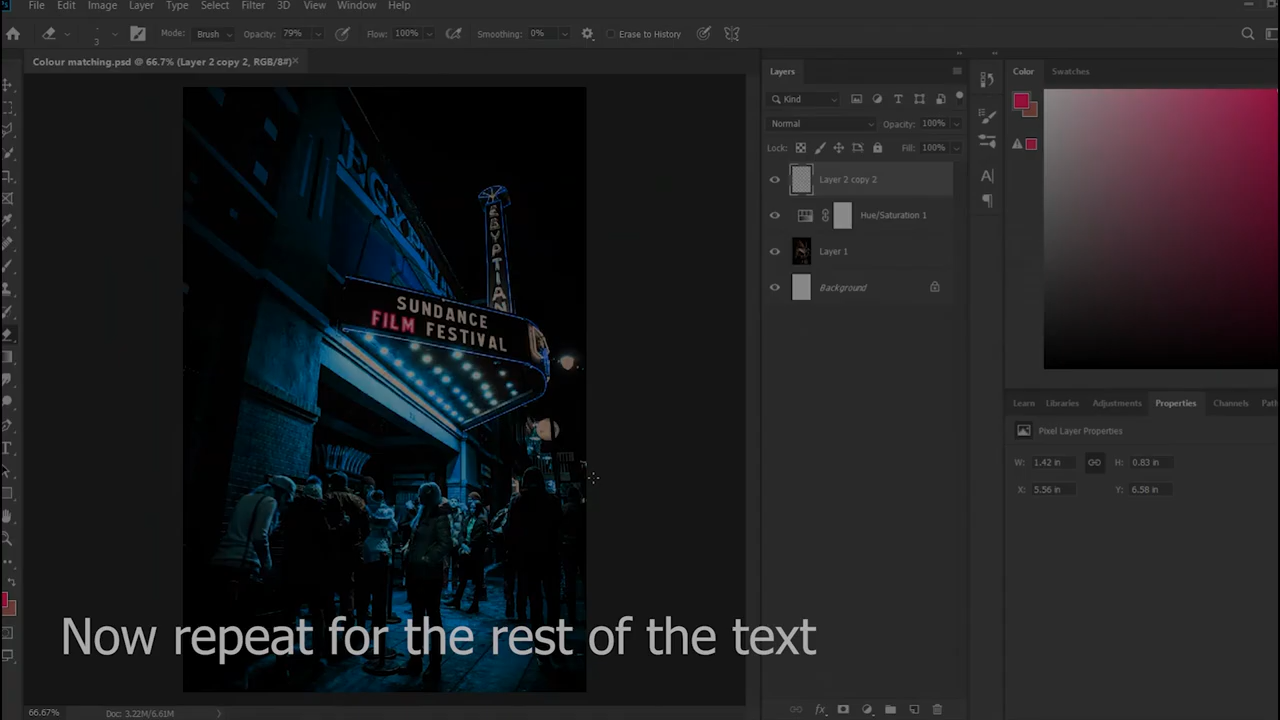 File Edit Image Layer Type Select Filter 3D View Window Help
3 Mode: Brush Opacity: 79% Flow: 100% Smoothing: 0% Erase to History
Colour matching.psd @ 66.7% (Layer 2 copy 2, RGB/8#)
Layers
Kind
Normal Opacity: 100%
Lock: Fill: 100%
Layer 2 copy 2
Hue/Saturation 1
Layer 1
Background
Color Swatches
Learn Libraries Adjustments Properties Channels
Pixel Layer Properties
W: 1.42 in H: 0.83 in
X: 5.56 in Y: 6.58 in
EGYPTIAN
SUNDANCE
FILM FESTIVAL
Now repeat for the rest of the text
66.67% Doc: 3.22M/6.61M